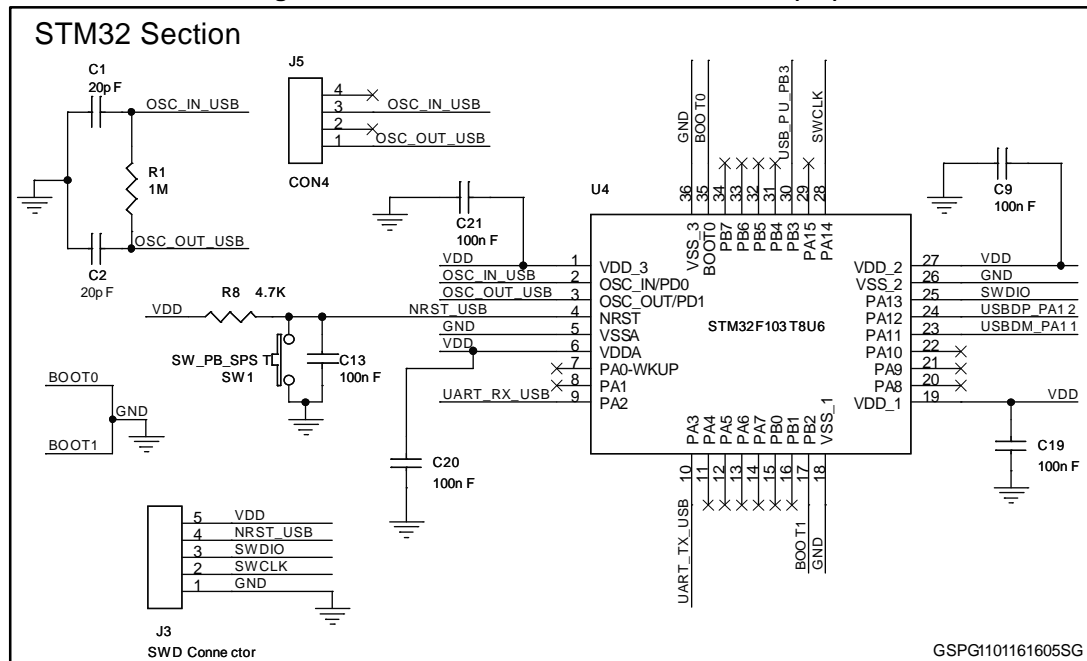 STM32 Section
C1
20pF
OSC_IN_USB
R1
1M
OSC_OUT_USB
C2
20pF
J5
4
3
2
1
OSC_IN_USB
OSC_OUT_USB
CON4
C21
100nF
GND
BOOT0
USB_PU_PB3
SWCLK
36
35
34
33
32
31
30
29
28
VSS_3
BOOT0
PB7
PB6
PB5
PB4
PB3
PA15
PA14
U4
C9
100nF
VDD 1 VDD_3
OSC_IN_USB 2 OSC_IN/PD0
OSC_OUT_USB 3 OSC_OUT/PD1
NRST_USB 4 NRST
GND 5 VSSA
VDD 6 VDDA
7 PA0-WKUP
8 PA1
UART_RX_USB 9 PA2
STM32F103T8U6
VDD_2 27 VDD
VSS_2 26 GND
PA13 25 SWDIO
PA12 24 USBDP_PA12
PA11 23 USBDM_PA11
PA10 22
PA9 21
PA8 20
VDD_1 19 VDD
PA3
PA4
PA5
PA6
PA7
PB0
PB1
PB2
VSS_1
10
11
12
13
14
15
16
17
18
UART_TX_USB
BOOT1
GND
C19
100nF
VDD
R8 4.7K
SW_PB_SPST
SW1
C13
100nF
C20
100nF
BOOT0
GND
BOOT1
5 VDD
4 NRST_USB
3 SWDIO
2 SWCLK
1 GND
J3
SWD Connector
GSPG1101161605SG